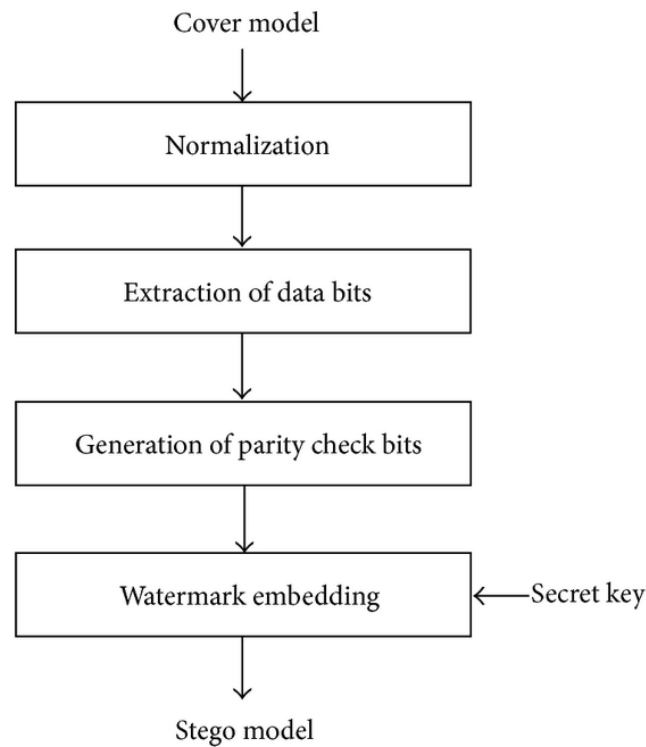 Cover model
Normalization
Extraction of data bits
Generation of parity check bits
Watermark embedding
Secret key
Stego model